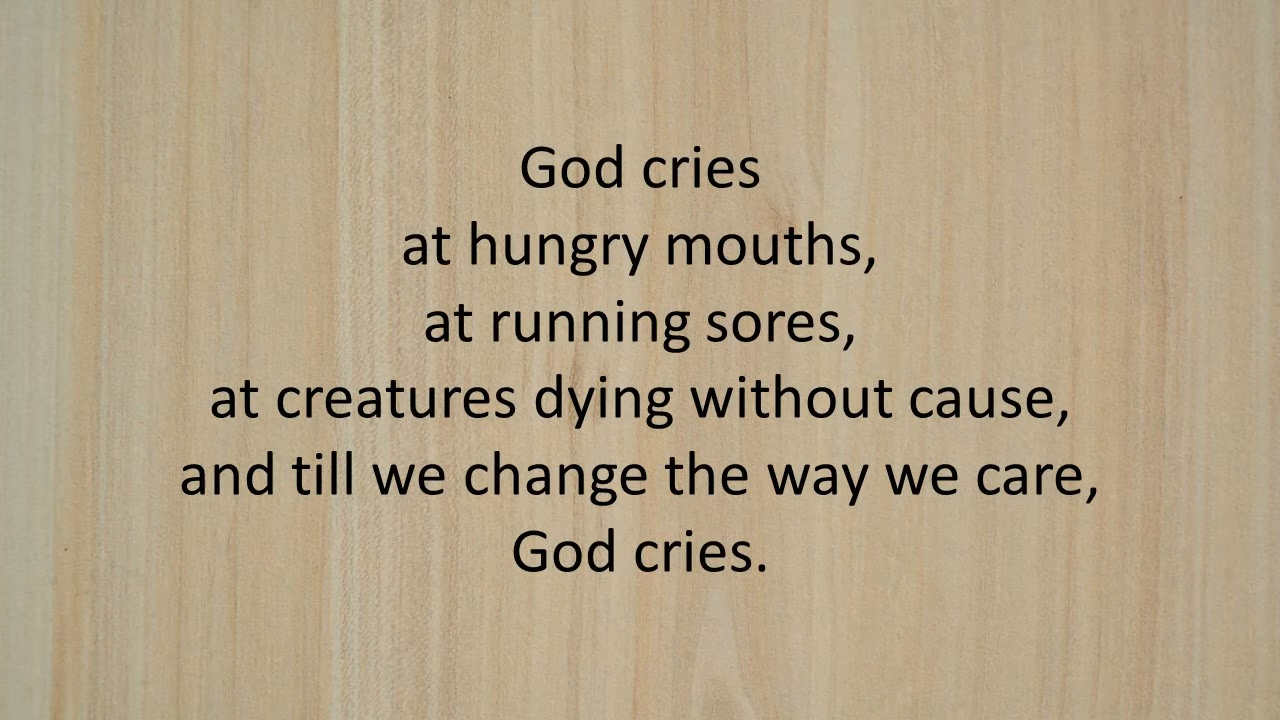 God cries
at hungry mouths,
at running sores,
at creatures dying without cause,
and till we change the way we care,
God cries.